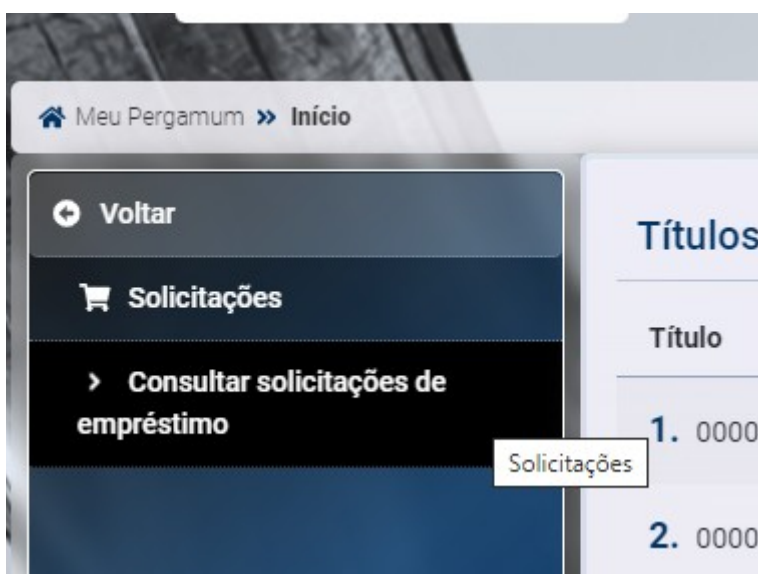 Meu Pergamum » Início
Voltar
Solicitações
Consultar solicitações de
empréstimo
Solicitações
Títulos
Título
1. 0000
2. 0000